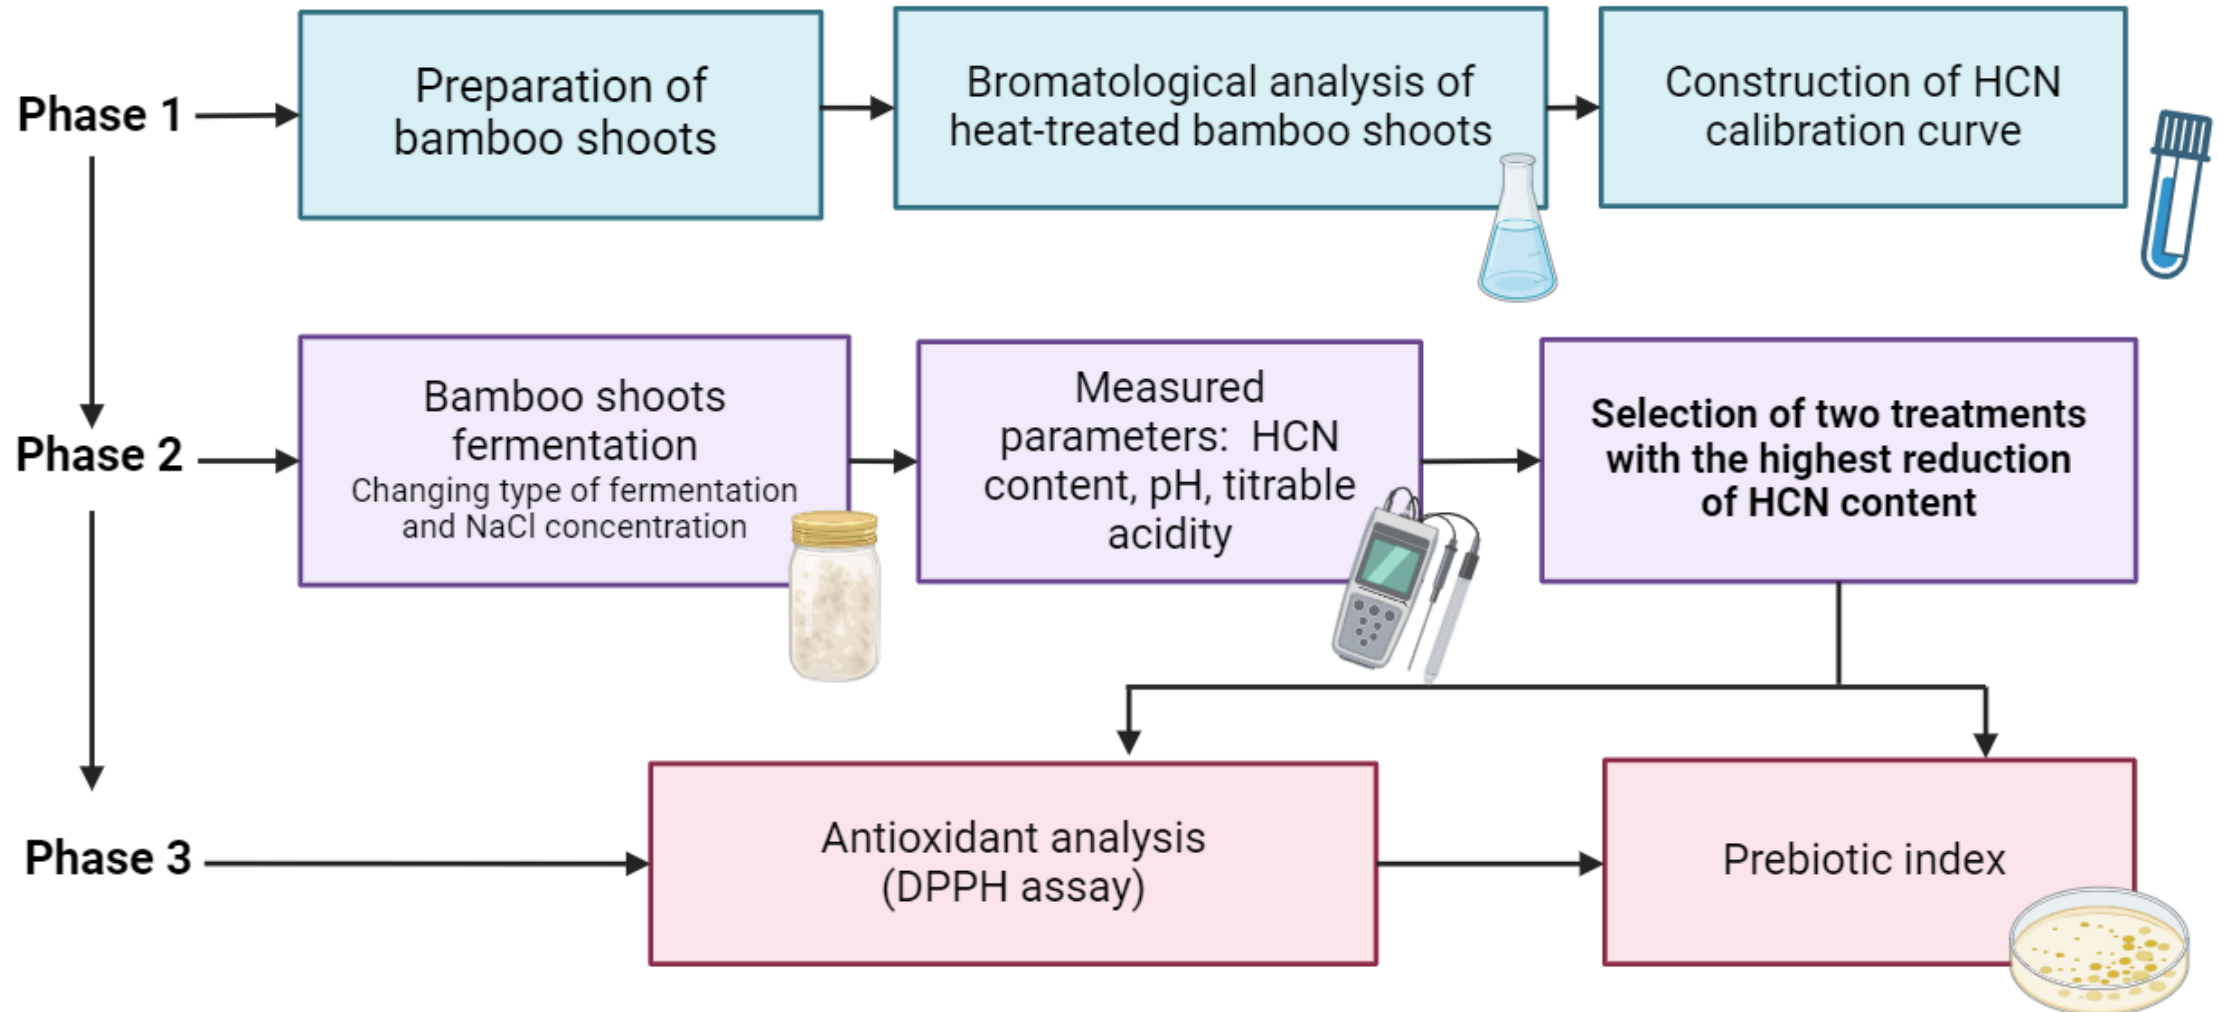 Phase 1
Preparation of
bamboo shoots
Bromatological analysis of
heat-treated bamboo shoots
Construction of HCN
calibration curve
Phase 2
Bamboo shoots
fermentation
Changing type of fermentation
and NaCl concentration
Measured
parameters: HCN
content, pH, titrable
acidity
Selection of two treatments
with the highest reduction
of HCN content
Phase 3
Antioxidant analysis
(DPPH assay)
Prebiotic index